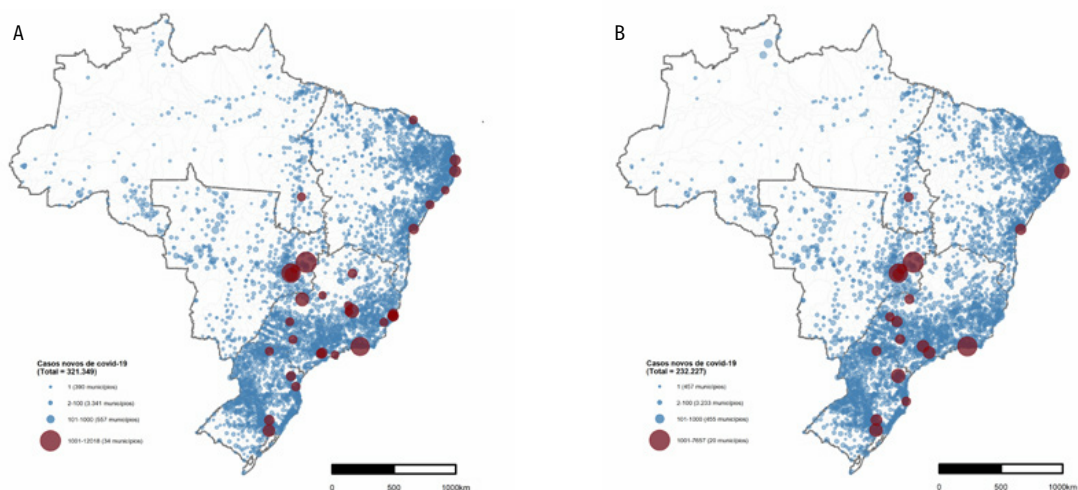 A
Casos novos de covid-19
(Total = 321.349)
1 (390 municípios)
2-100 (3.341 municípios)
101-1000 (557 municípios)
1001-12018 (34 municípios)
0 500 1000km
B
Casos novos de covid-19
(Total = 232.227)
1 (457 municípios)
2-100 (3.233 municípios)
101-1000 (455 municípios)
1001-7657 (20 municípios)
0 500 1000km